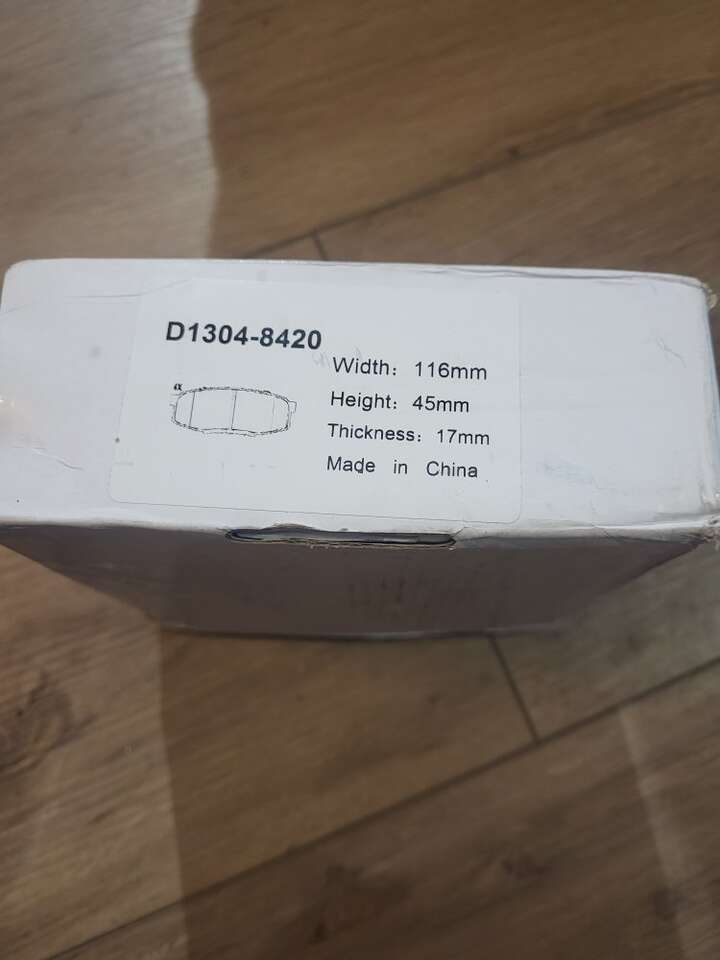 D1304-8420
Width: 116mm
Height: 45mm
Thickness: 17mm
Made in China